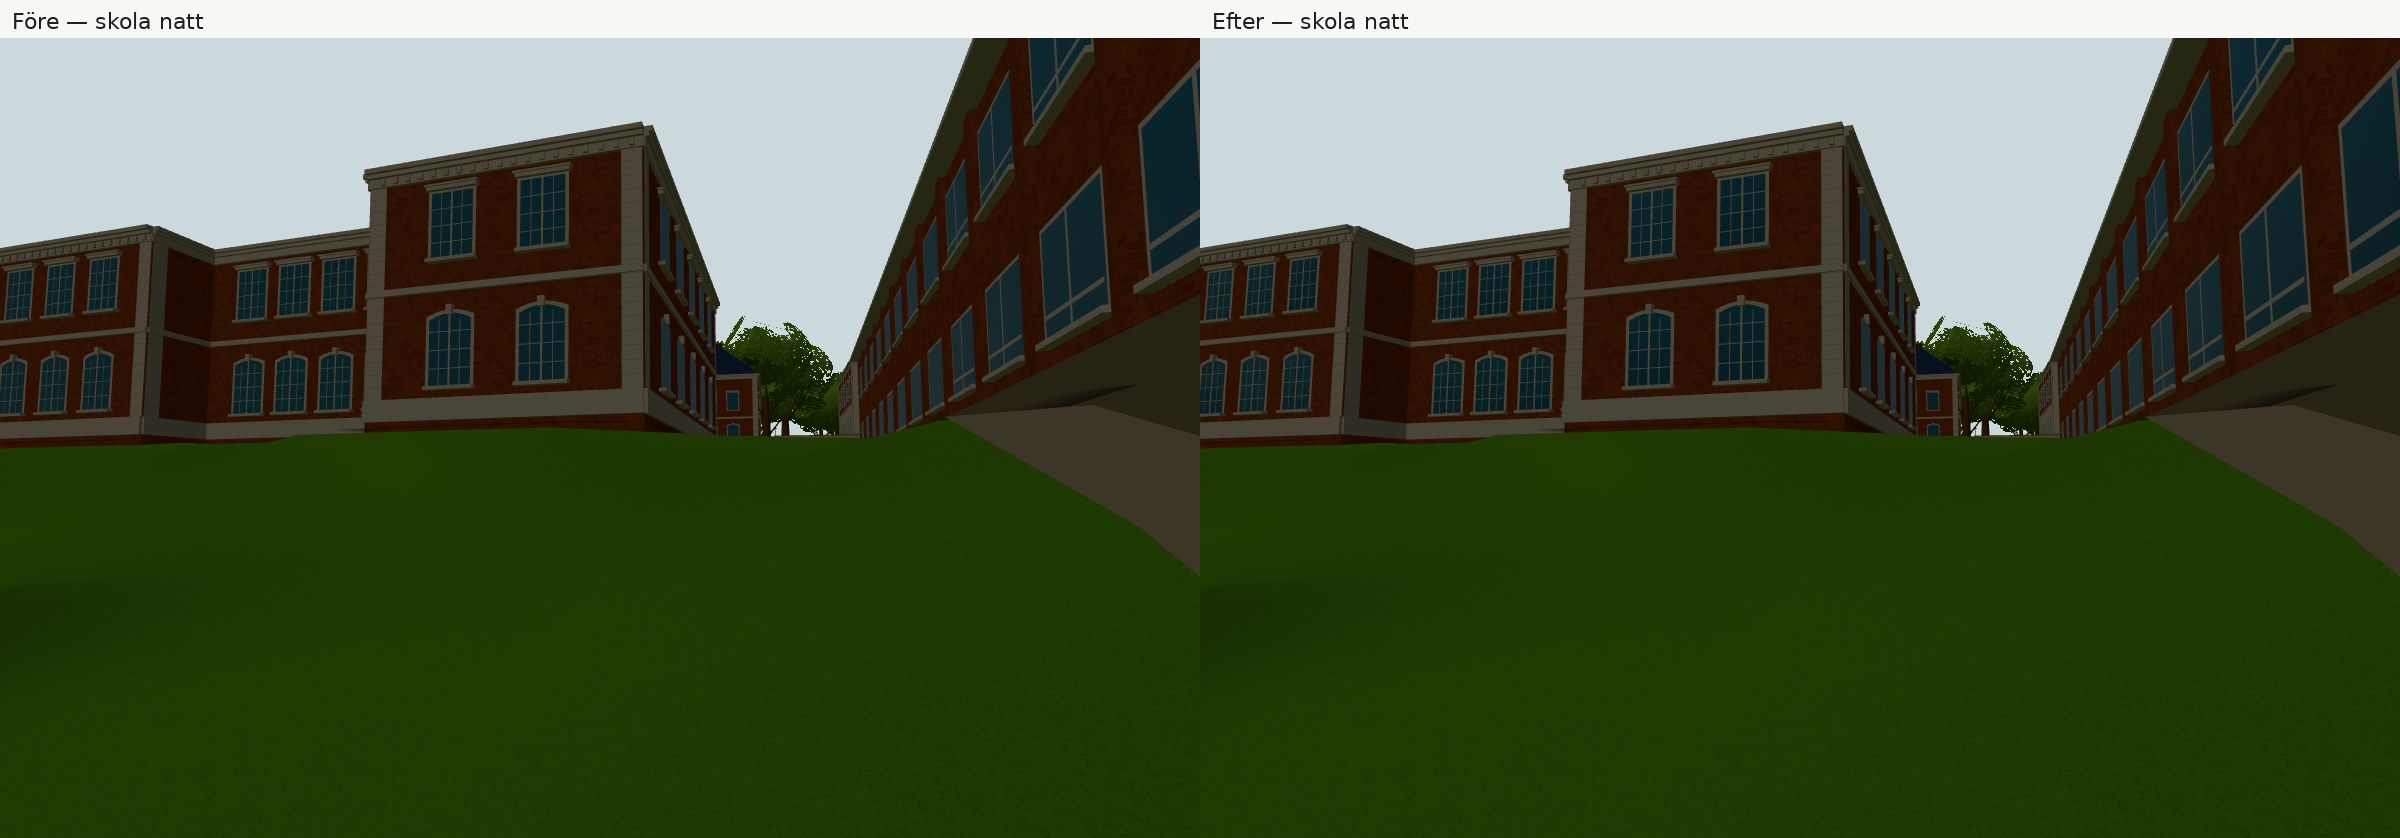 Före — skola natt
Efter — skola natt